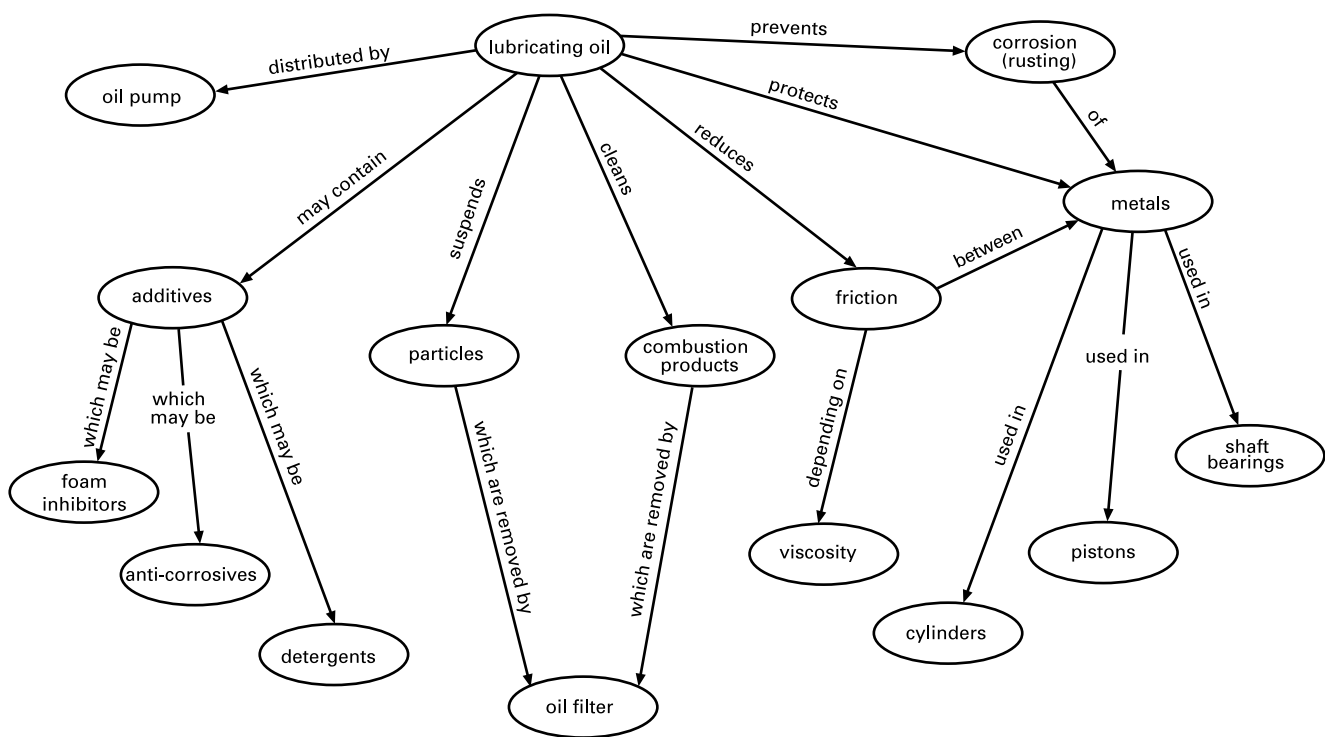 lubricating oil
prevents
corrosion
(rusting)
distributed by
oil pump
protects
of
may contain
suspends
cleans
reduces
metals
between
additives
friction
particles
combustion
products
used in
used in
used in
which may be
which
may be
which may be
depending on
shaft
bearings
foam
inhibitors
which are removed by
which are removed by
anti-corrosives
viscosity
pistons
cylinders
detergents
oil filter